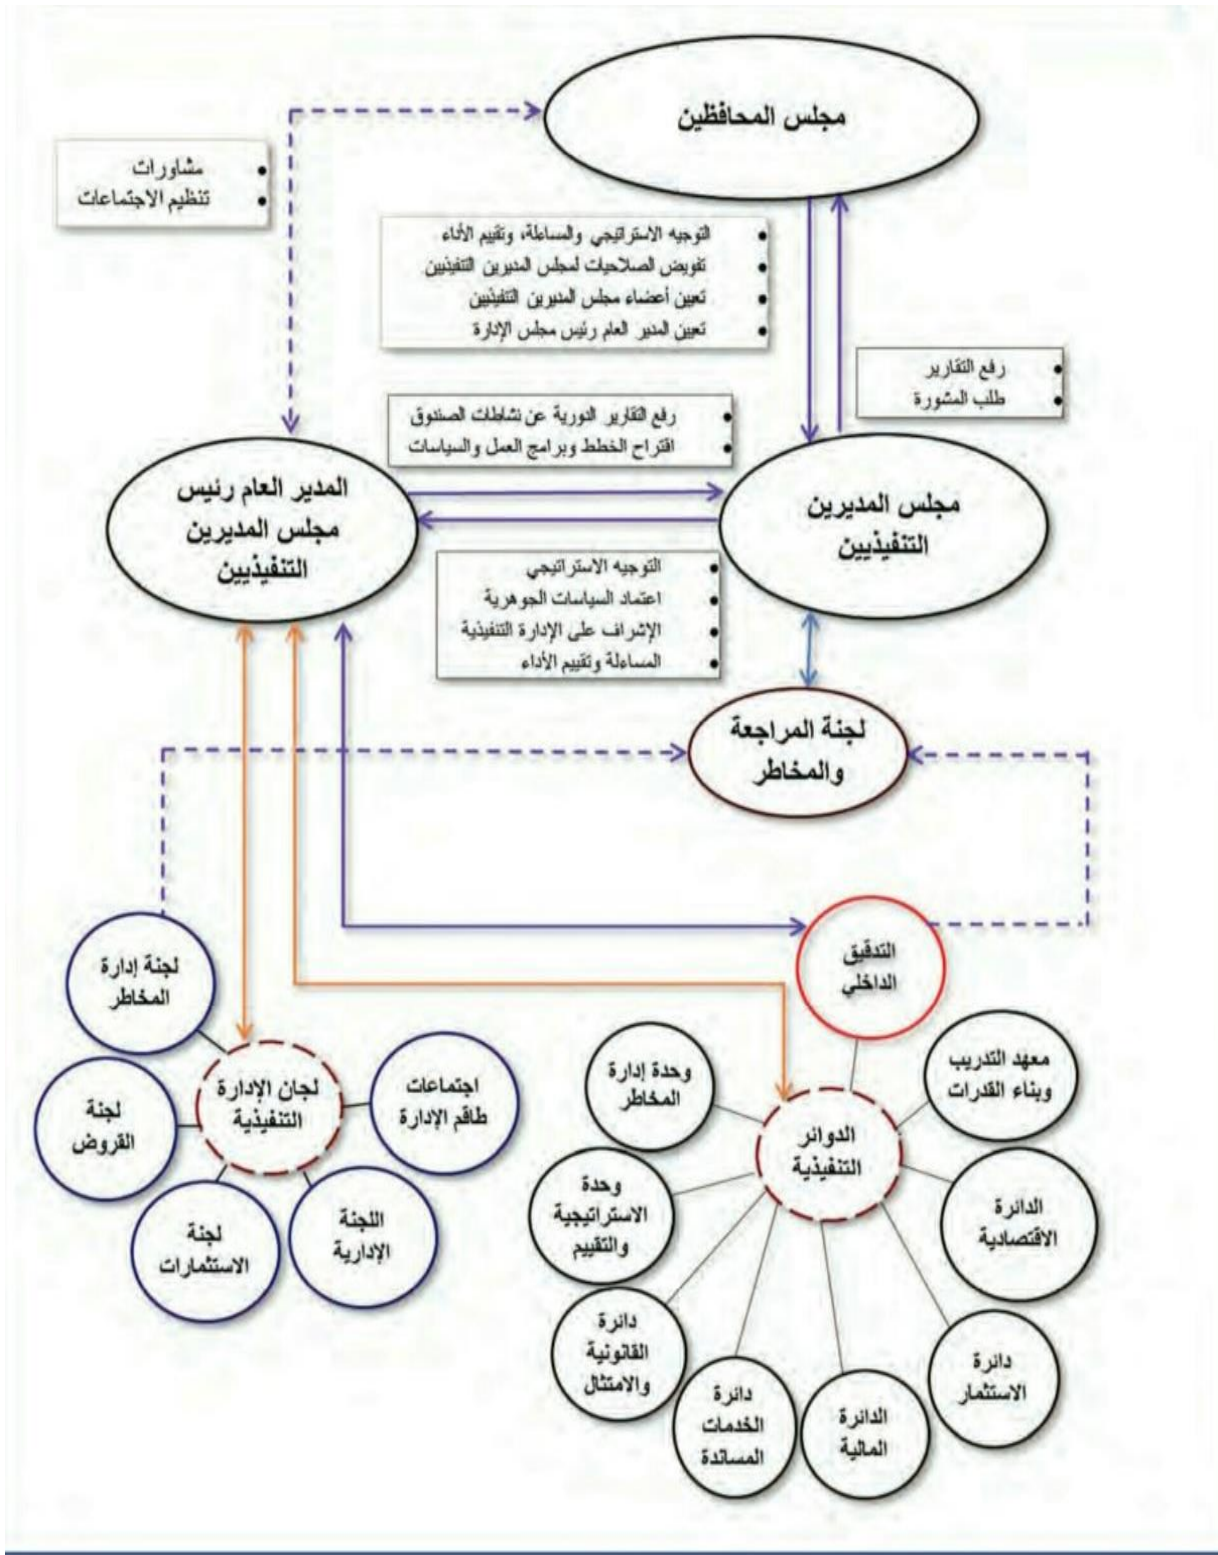 مجلس المحافظين
مشاورات
تنظيم الاجتماعات
التوجيه الاستراتيجي والمساءلة، وتقييم الأداء
تفويض الصلاحيات لمجلس المديرين التنفيذيين
تعين أعضاء مجلس المديرين التنفيذيين
تعين المدير العام رئيس مجلس الإدارة
رفع التقارير
طلب المشورة
رفع التقارير الدورية عن نشاطات الصندوق
اقتراح الخطط وبرامج العمل والسياسات
مجلس المديرين
التنفيذيين
المدير العام رئيس
مجلس المديرين
التنفيذيين
التوجيه الاستراتيجي
اعتماد السياسات الجوهرية
الإشراف على الإدارة التنفيذية
المساءلة وتقييم الأداء
لجنة المراجعة
والمخاطر
التدقيق
الداخلي
معهد التدريب
وبناء القدرات
وحدة إدارة
المخاطر
الدوائر
التنفيذية
وحدة
الاستراتيجية
والتقييم
الدائرة
الاقتصادية
دائرة
القانونية
والامتثال
دائرة
الخدمات
المساندة
الدائرة
المالية
دائرة
الاستثمار
لجنة إدارة
المخاطر
لجان الإدارة
التنفيذية
اجتماعات
طاقم الإدارة
لجنة
القروض
اللجنة
الإدارية
لجنة
الاستثمارات